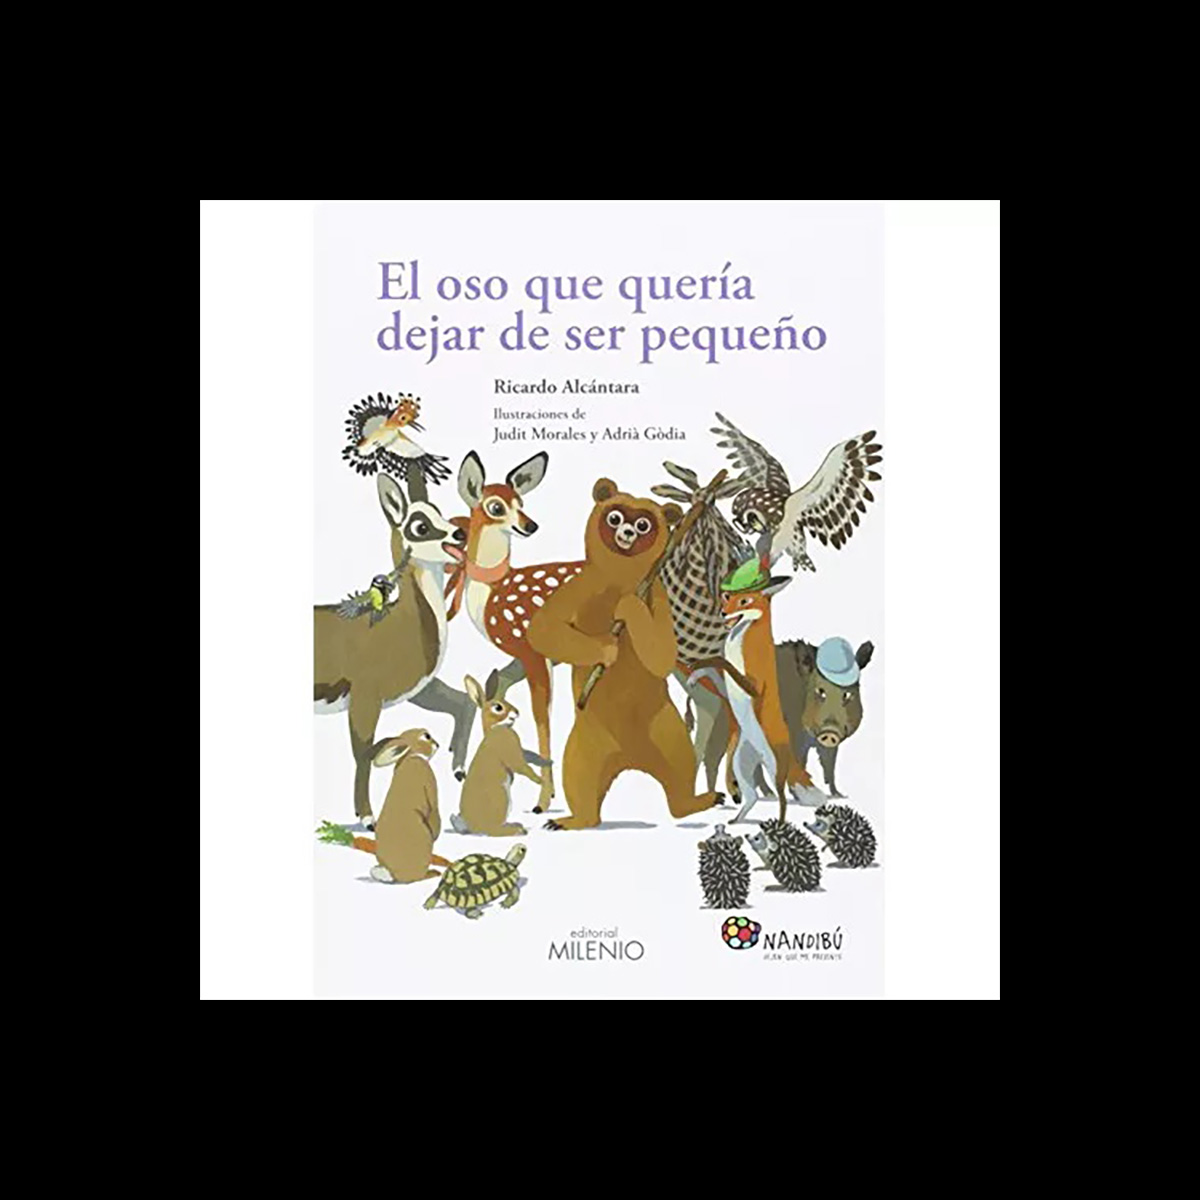 El oso que quería
dejar de ser pequeño
Ricardo Alcántara
Ilustraciones de
Judit Morales y Adrià Gòdia
editorial
MILENIO
NANDIBÚ